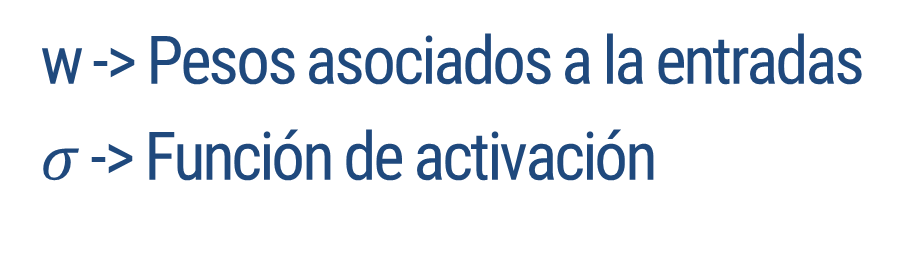 w -> Pesos asociados a la entradas
σ -> Función de activación